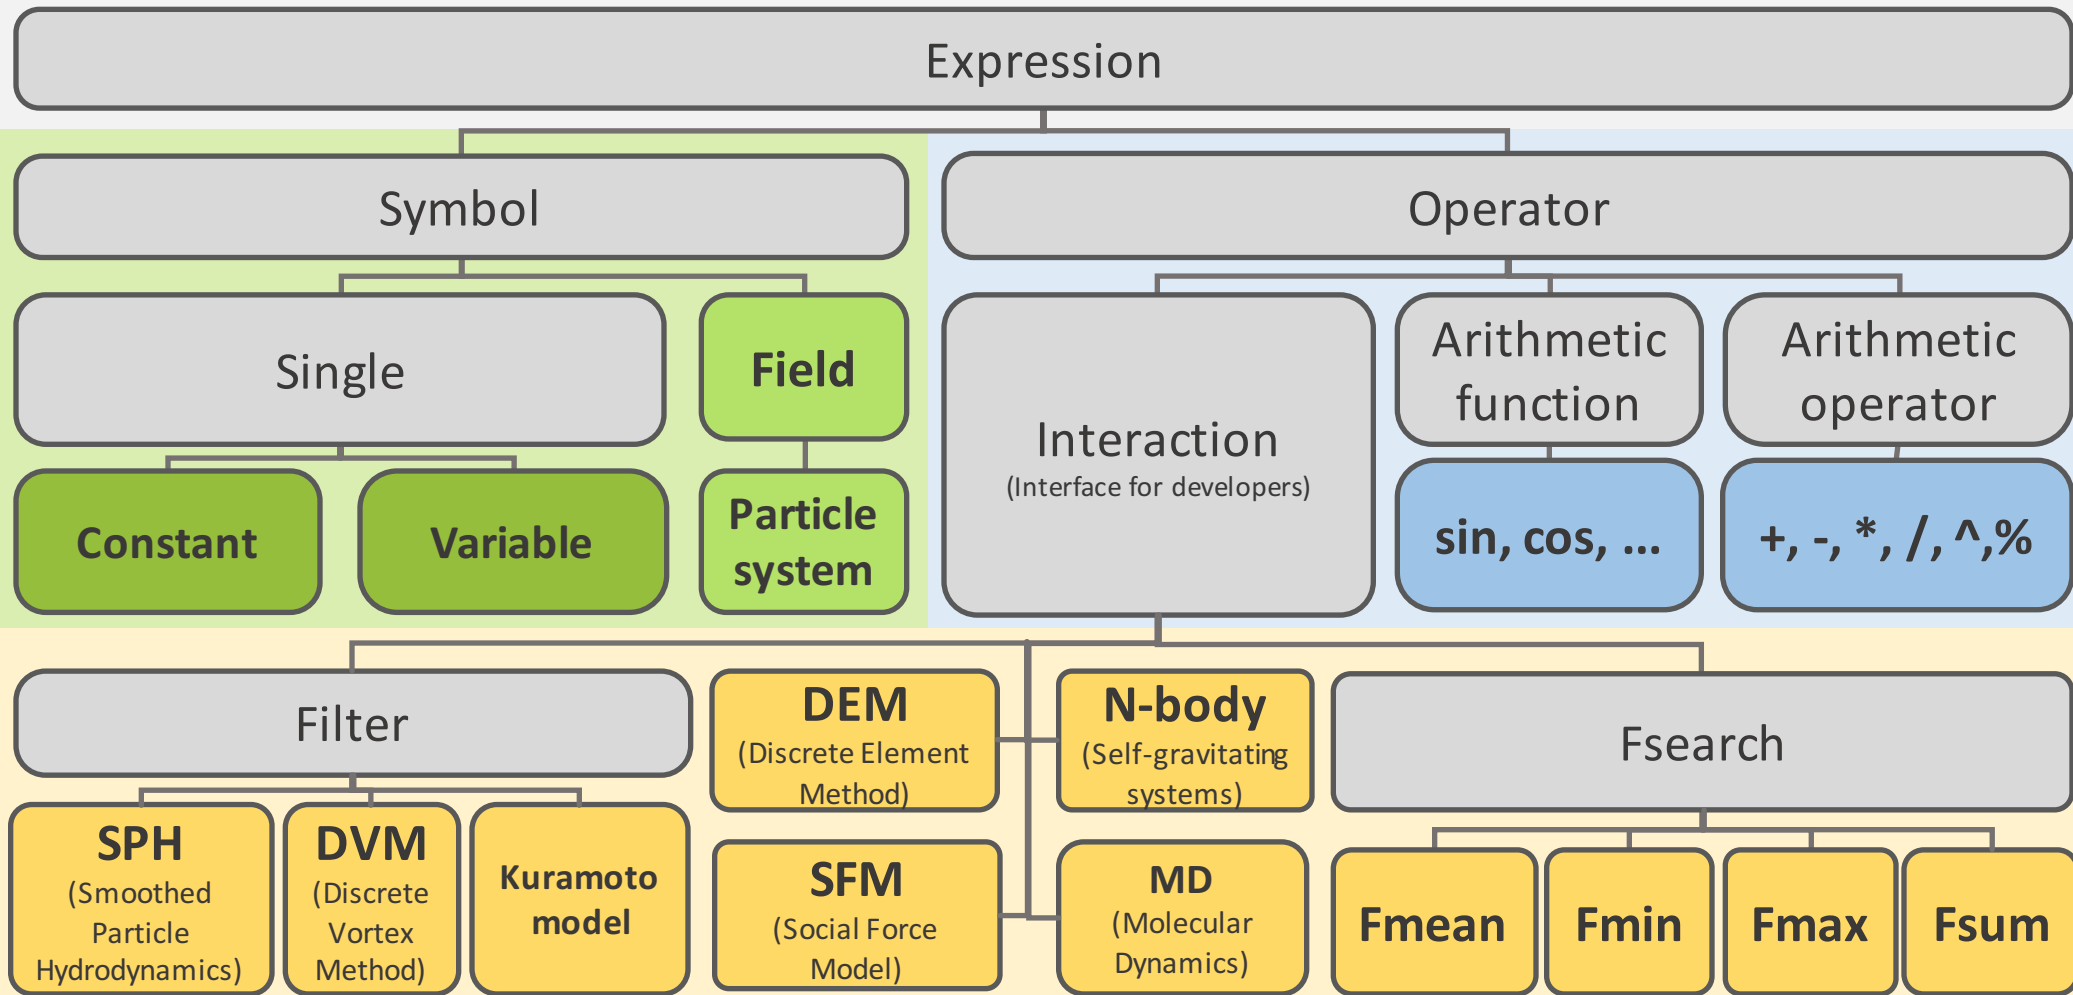 Expression
Symbol
Operator
Single
Field
Interaction
(Interface for developers)
Arithmetic
function
Arithmetic
operator
Constant
Variable
Particle
system
sin, cos, ...
+, -, *, /, ^,%
Filter
DEM
(Discrete Element
Method)
N-body
(Self-gravitating
systems)
Fsearch
SPH
(Smoothed
Particle
Hydrodynamics)
DVM
(Discrete
Vortex
Method)
Kuramoto
model
SFM
(Social Force
Model)
MD
(Molecular
Dynamics)
Fmean
Fmin
Fmax
Fsum